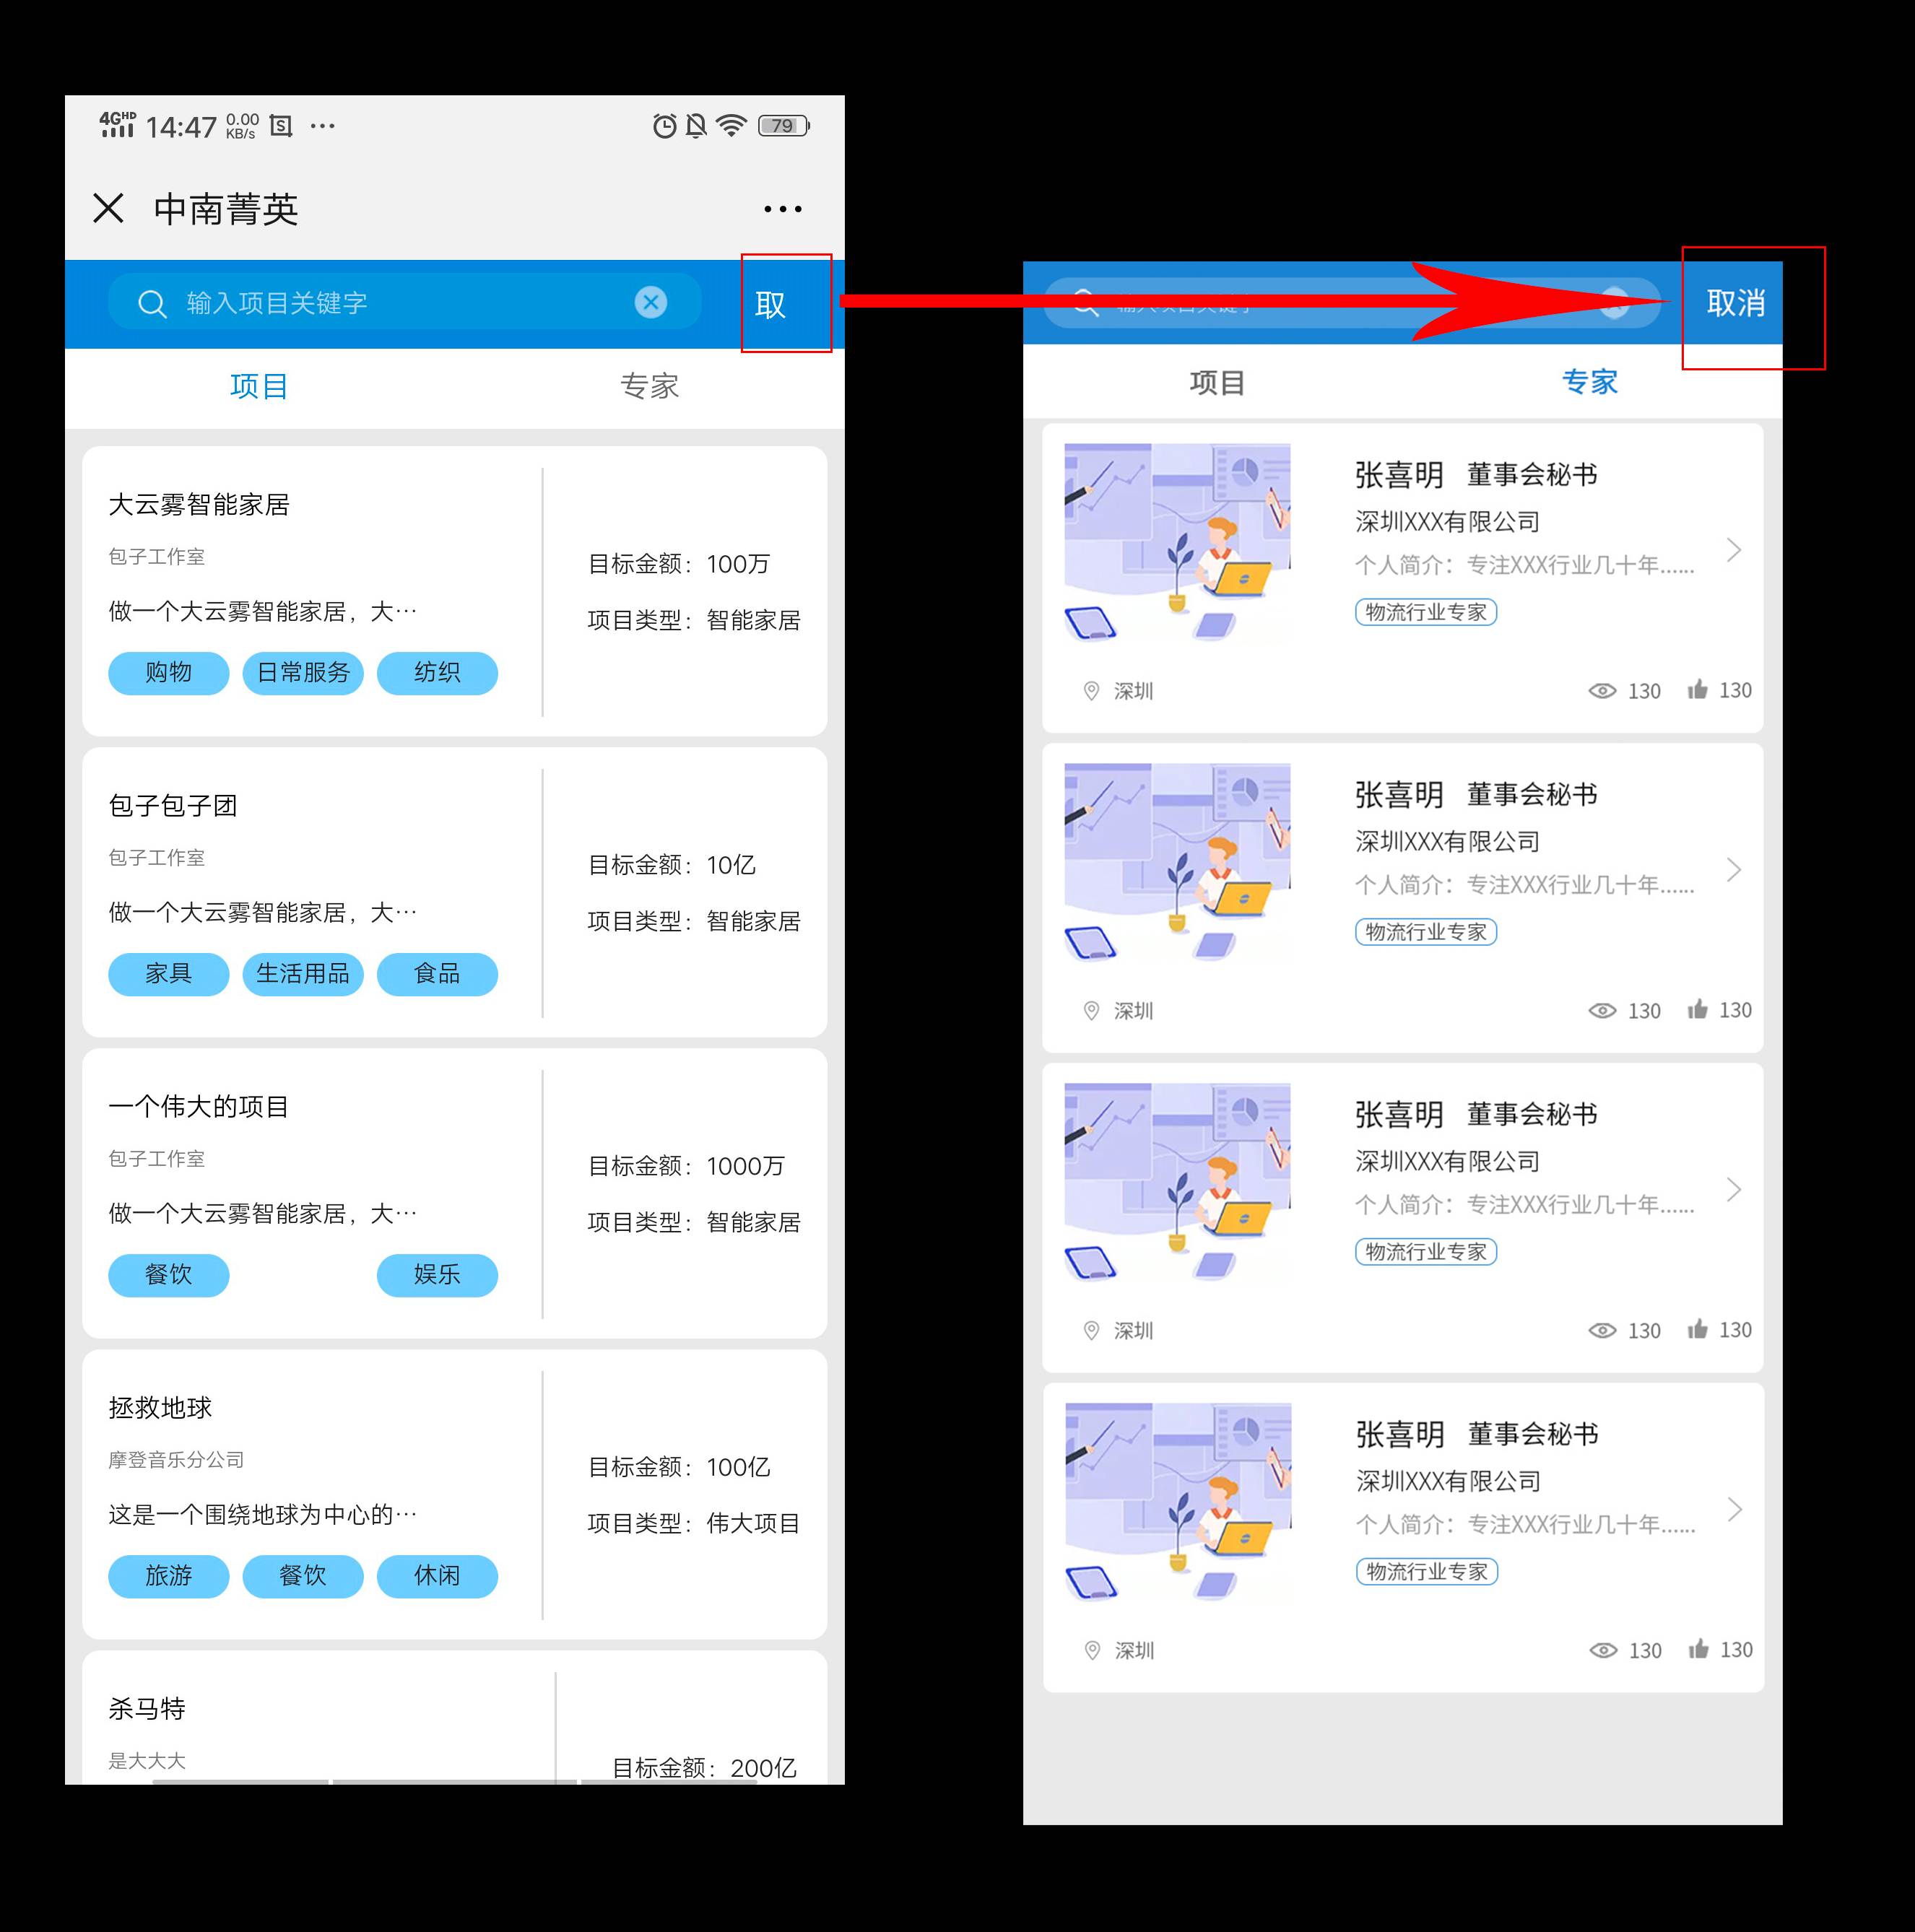 4G HD 14:47 0.00 KB/s 79
中南菁英
输入项目关键字 取
项目 专家
大云雾智能家居
包子工作室
做一个大云雾智能家居，大…
购物 日常服务 纺织
目标金额：100万
项目类型：智能家居
包子包子团
包子工作室
做一个大云雾智能家居，大…
家具 生活用品 食品
目标金额：10亿
项目类型：智能家居
一个伟大的项目
包子工作室
做一个大云雾智能家居，大…
餐饮 娱乐
目标金额：1000万
项目类型：智能家居
拯救地球
摩登音乐分公司
这是一个围绕地球为中心的…
旅游 餐饮 休闲
目标金额：100亿
项目类型：伟大项目
杀马特
是大大大
目标金额：200亿
取消
项目 专家
张喜明 董事会秘书
深圳XXX有限公司
个人简介：专注XXX行业几十年......
物流行业专家
深圳 130 130
张喜明 董事会秘书
深圳XXX有限公司
个人简介：专注XXX行业几十年......
物流行业专家
深圳 130 130
张喜明 董事会秘书
深圳XXX有限公司
个人简介：专注XXX行业几十年......
物流行业专家
深圳 130 130
张喜明 董事会秘书
深圳XXX有限公司
个人简介：专注XXX行业几十年......
物流行业专家
深圳 130 130